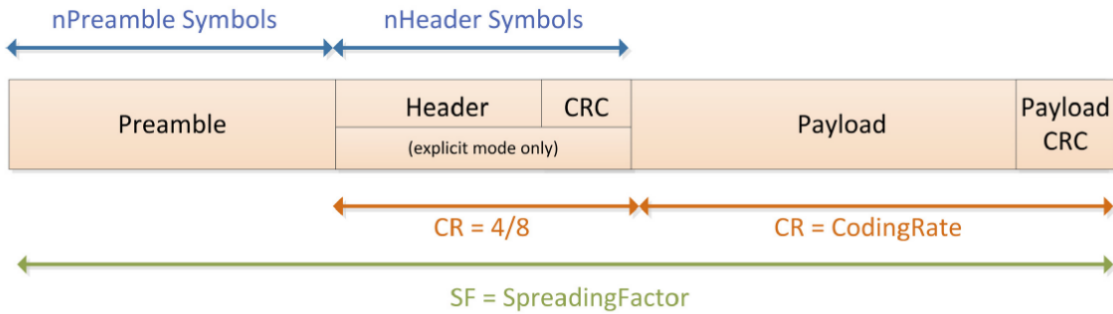 nPreamble Symbols
nHeader Symbols
Preamble
Header
CRC
(explicit mode only)
Payload
Payload
CRC
CR = 4/8
CR = CodingRate
SF = SpreadingFactor